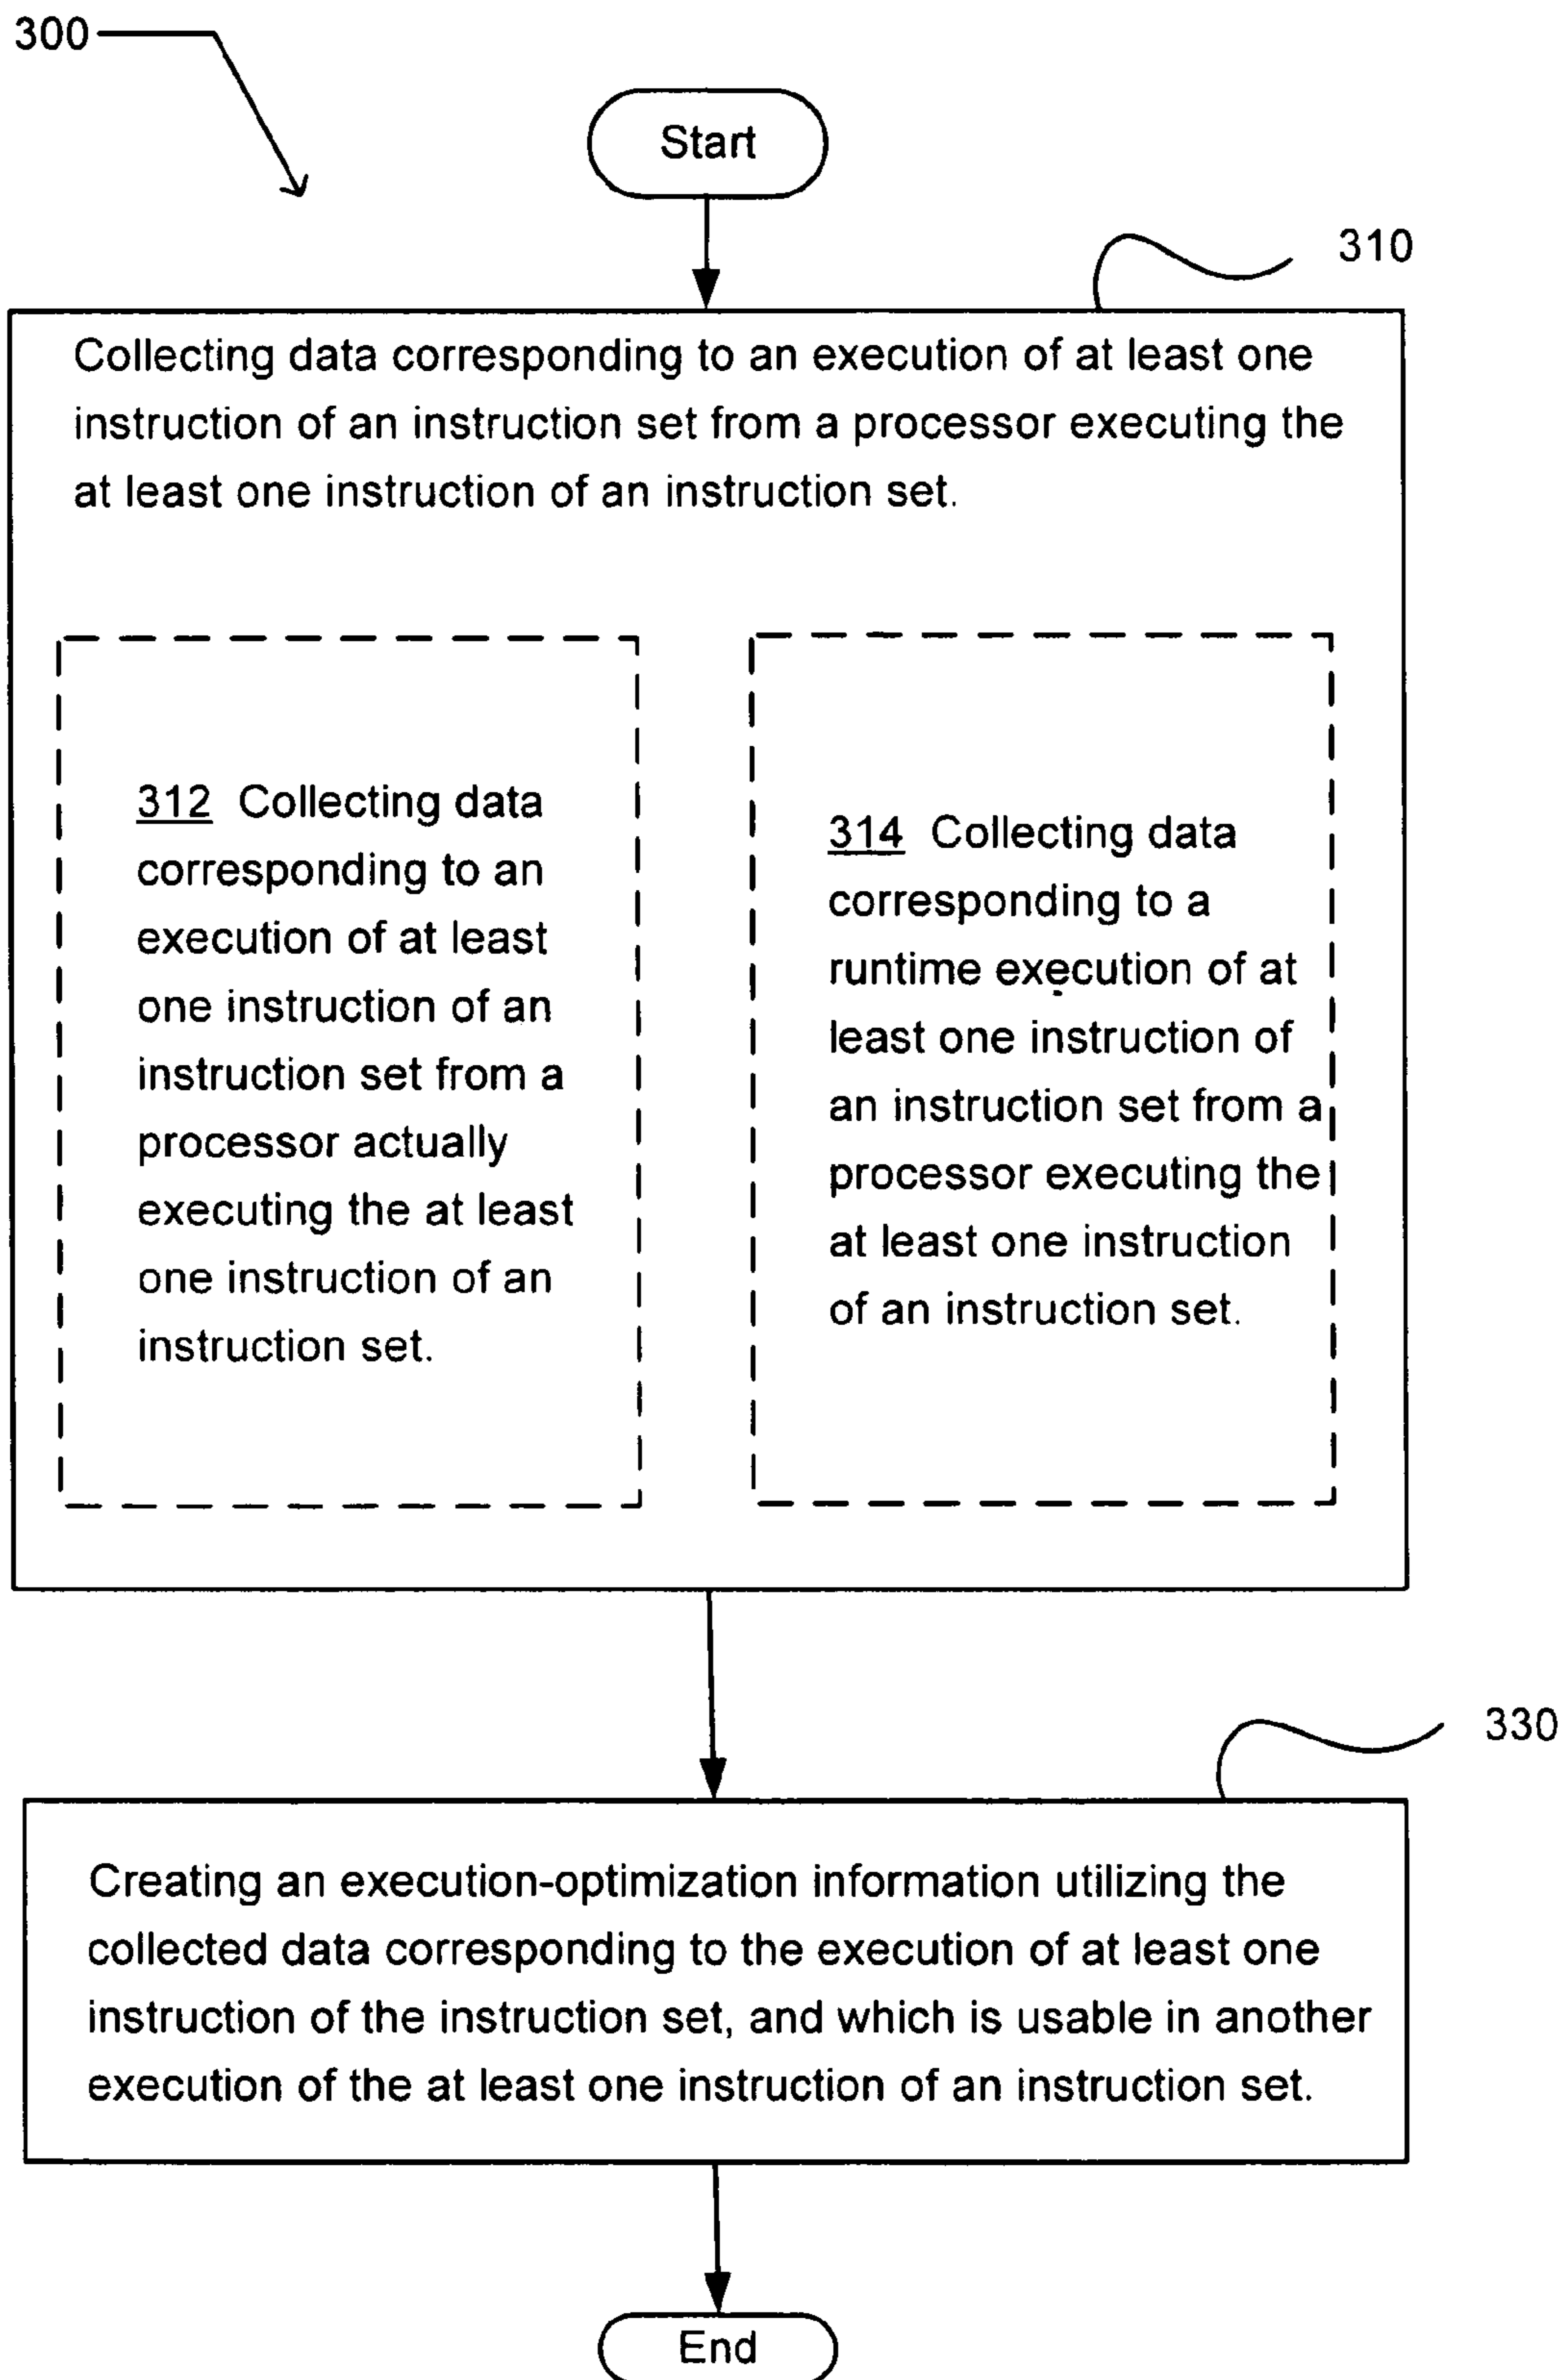 300
Start
310
Collecting data corresponding to an execution of at least one
instruction of an instruction set from a processor executing the
at least one instruction of an instruction set.
312 Collecting data
corresponding to an
execution of at least
one instruction of an
instruction set from a
processor actually
executing the at least
one instruction of an
instruction set.
314 Collecting data
corresponding to a
runtime execution of at
least one instruction of
an instruction set from a
processor executing the
at least one instruction
of an instruction set.
330
Creating an execution-optimization information utilizing the
collected data corresponding to the execution of at least one
instruction of the instruction set, and which is usable in another
execution of the at least one instruction of an instruction set.
End